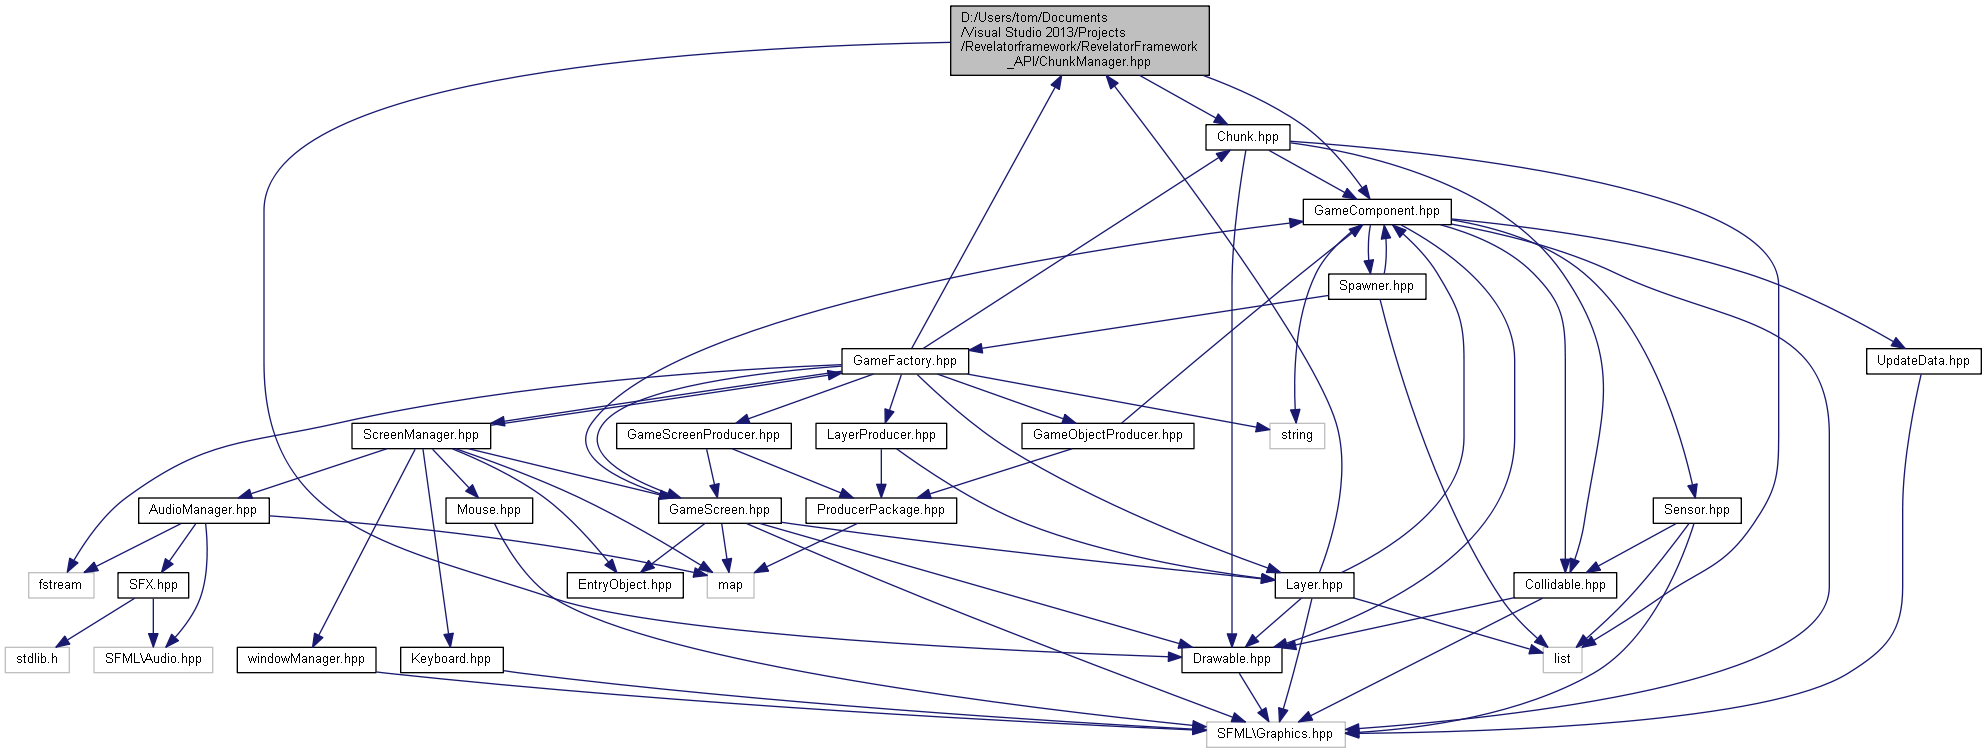 D:/Users/tom/Documents
/Visual Studio 2013/Projects
/Revelatorframework/RevelatorFramework
_API/ChunkManager.hpp
Chunk.hpp
GameComponent.hpp
Spawner.hpp
GameFactory.hpp
UpdateData.hpp
ScreenManager.hpp
GameScreenProducer.hpp
LayerProducer.hpp
GameObjectProducer.hpp
string
AudioManager.hpp
Mouse.hpp
GameScreen.hpp
ProducerPackage.hpp
Sensor.hpp
fstream
SFX.hpp
EntryObject.hpp
map
Layer.hpp
Collidable.hpp
stdlib.h
SFML\Audio.hpp
windowManager.hpp
Keyboard.hpp
Drawable.hpp
list
SFML\Graphics.hpp